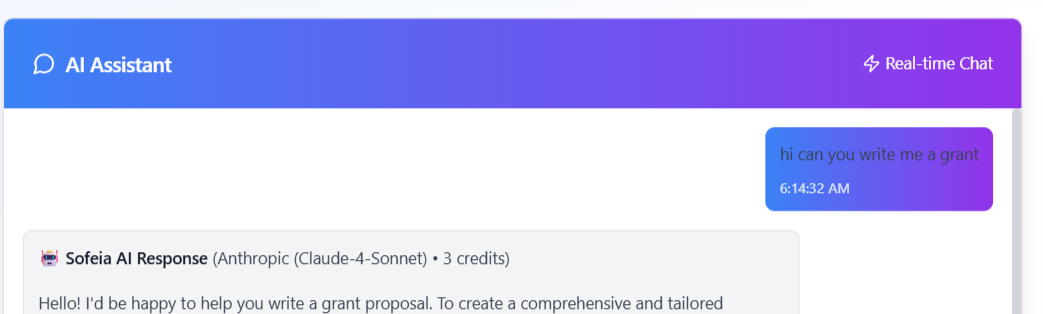 AI Assistant
Real-time Chat
hi can you write me a grant
6:14:32 AM
Sofeia AI Response (Anthropic (Claude-4-Sonnet) • 3 credits)
Hello! I'd be happy to help you write a grant proposal. To create a comprehensive and tailored